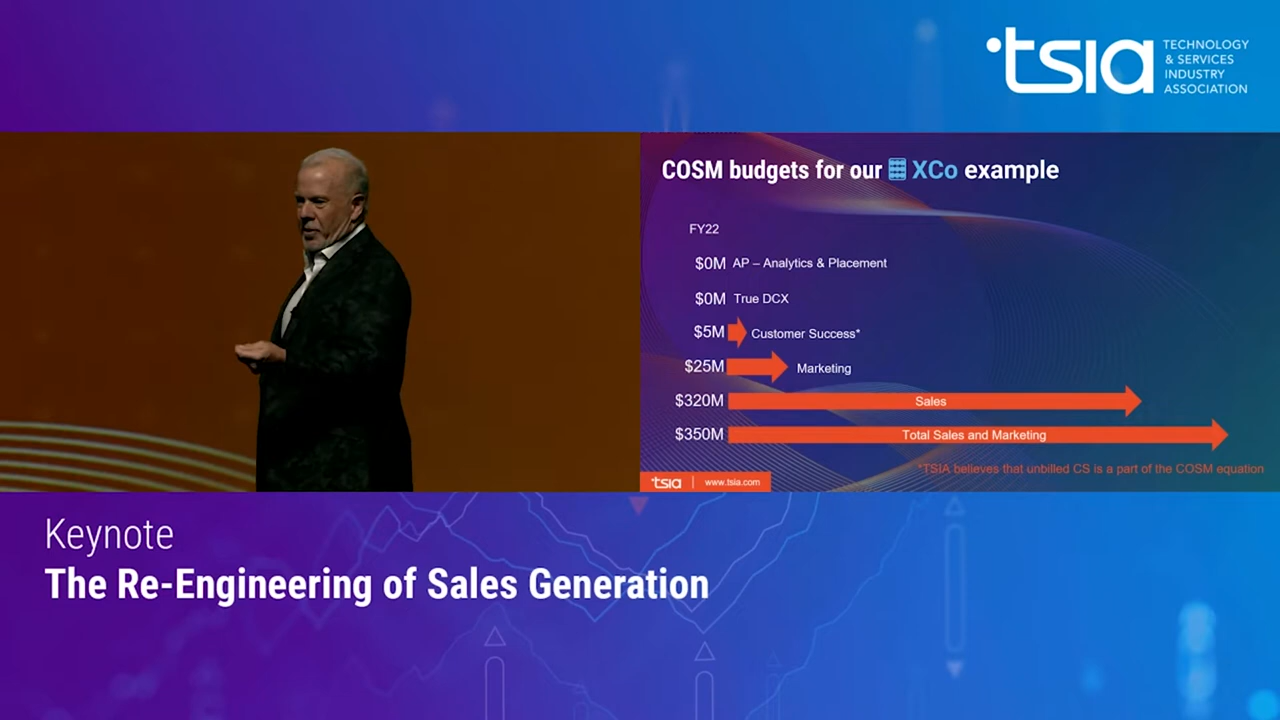 tsia
TECHNOLOGY
& SERVICES
INDUSTRY
ASSOCIATION
COSM budgets for our XCo example
FY22
$0M AP – Analytics & Placement
$0M True DCX
$5M Customer Success*
$25M Marketing
$320M Sales
$350M Total Sales and Marketing
*TSIA believes that unbilled CS is a part of the COSM equation
tsia | www.tsia.com
Keynote
The Re-Engineering of Sales Generation